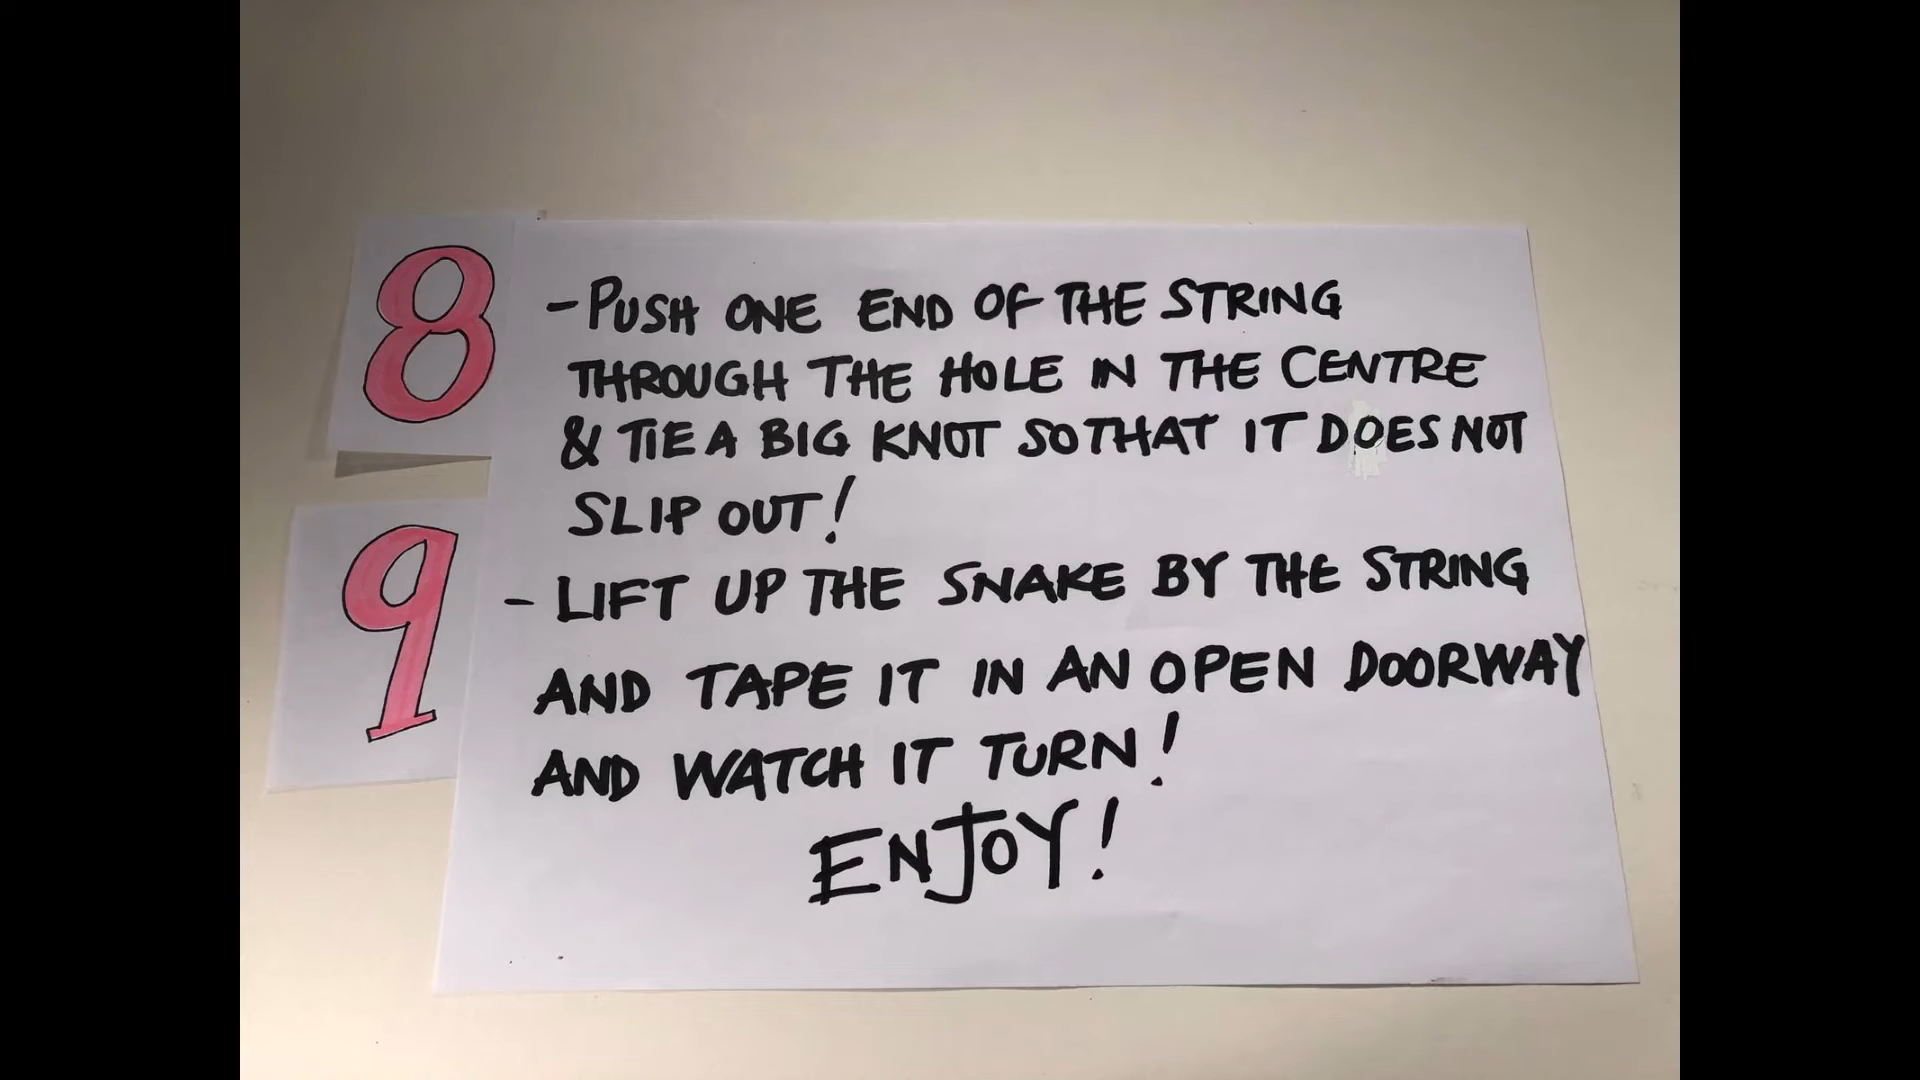 8 - PUSH ONE END OF THE STRING
THROUGH THE HOLE IN THE CENTRE
& TIE A BIG KNOT SO THAT IT DOES NOT
SLIP OUT!
9 - LIFT UP THE SNAKE BY THE STRING
AND TAPE IT IN AN OPEN DOORWAY
AND WATCH IT TURN!
ENJOY!